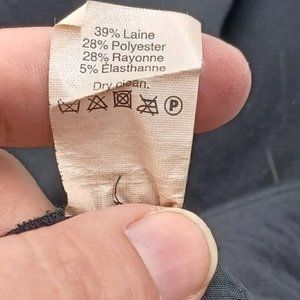 39% Laine
28% Polyester
28% Rayonne
5% Elasthanne
Dry clean.
P